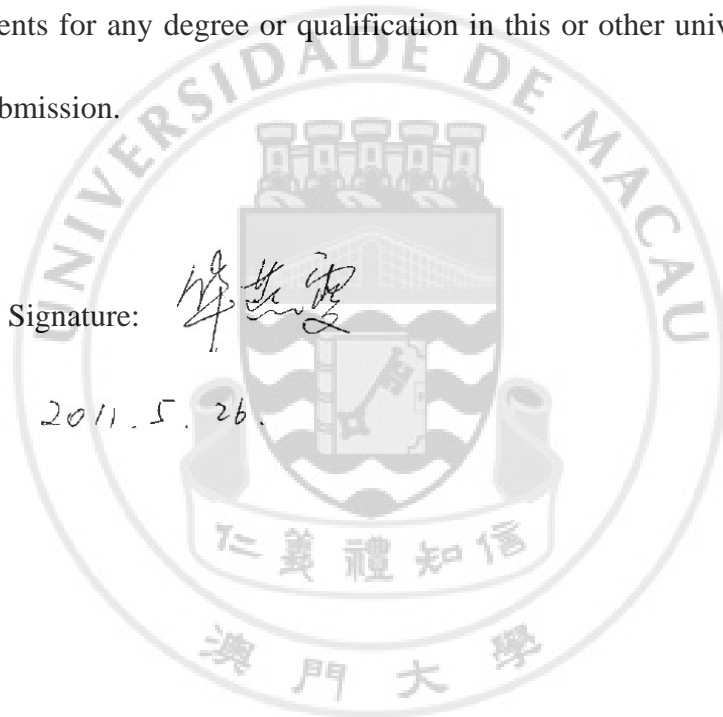 ents for any degree or qualification in this or other univ
bmission.
UNIVERSIDADE DE MACAU
Signature:
2011.5.26.
仁義禮知信
澳門大學